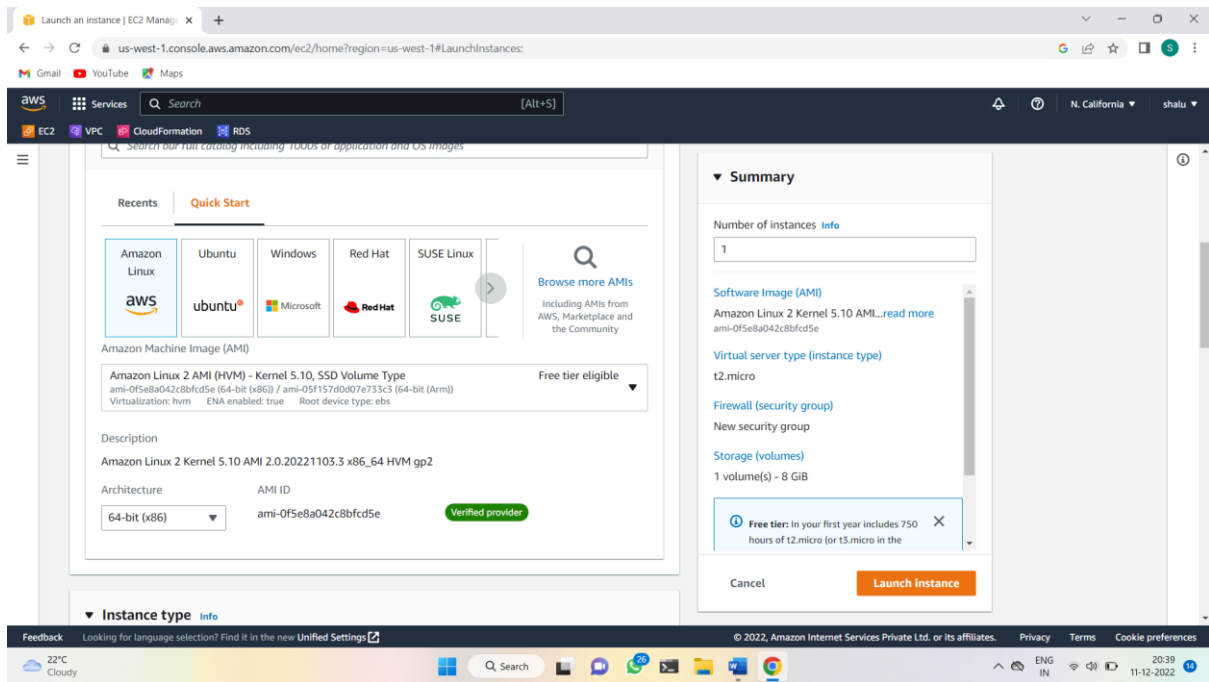 Launch an instance | EC2 Manage
us-west-1.console.aws.amazon.com/ec2/home?region=us-west-1#LaunchInstances:
G
S
Gmail
YouTube
Maps
aws
Services
Search
[Alt+S]
N. California
shalu
EC2
VPC
CloudFormation
RDS
Search our full catalog including 1000s of application and OS images
Recents
Quick Start
Amazon
Linux
aws
Ubuntu
ubuntu
Windows
Microsoft
Red Hat
Red Hat
SUSE Linux
SUSE
Browse more AMIs
Including AMIs from
AWS, Marketplace and
the Community
Amazon Machine Image (AMI)
Amazon Linux 2 AMI (HVM) - Kernel 5.10, SSD Volume Type
Free tier eligible
ami-0f5e8a042c8bfcd5e (64-bit (x86)) / ami-05f157d0d07e733c3 (64-bit (Arm))
Virtualization: hvm ENA enabled: true Root device type: ebs
Description
Amazon Linux 2 Kernel 5.10 AMI 2.0.20221103.3 x86_64 HVM gp2
Architecture
AMI ID
64-bit (x86)
ami-0f5e8a042c8bfcd5e
Verified provider
Instance type Info
Summary
Number of instances Info
1
Software Image (AMI)
Amazon Linux 2 Kernel 5.10 AMI...read more
ami-0f5e8a042c8bfcd5e
Virtual server type (instance type)
t2.micro
Firewall (security group)
New security group
Storage (volumes)
1 volume(s) - 8 GiB
Free tier: In your first year includes 750
hours of t2.micro (or t3.micro in the
Cancel
Launch instance
Feedback
Looking for language selection? Find it in the new Unified Settings
© 2022, Amazon Internet Services Private Ltd. or its affiliates.
Privacy
Terms
Cookie preferences
22°C
Cloudy
Search
26
ENG
IN
20:39
11-12-2022
14